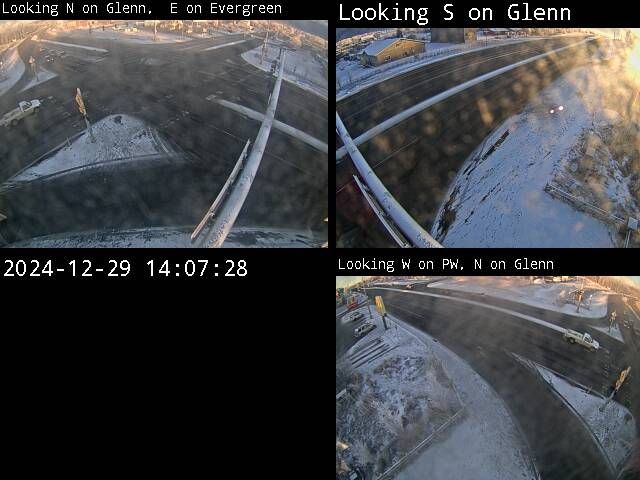 Looking N on Glenn,  E on Evergreen
Looking S on Glenn
2024-12-29 14:07:28
Looking W on PW, N on Glenn